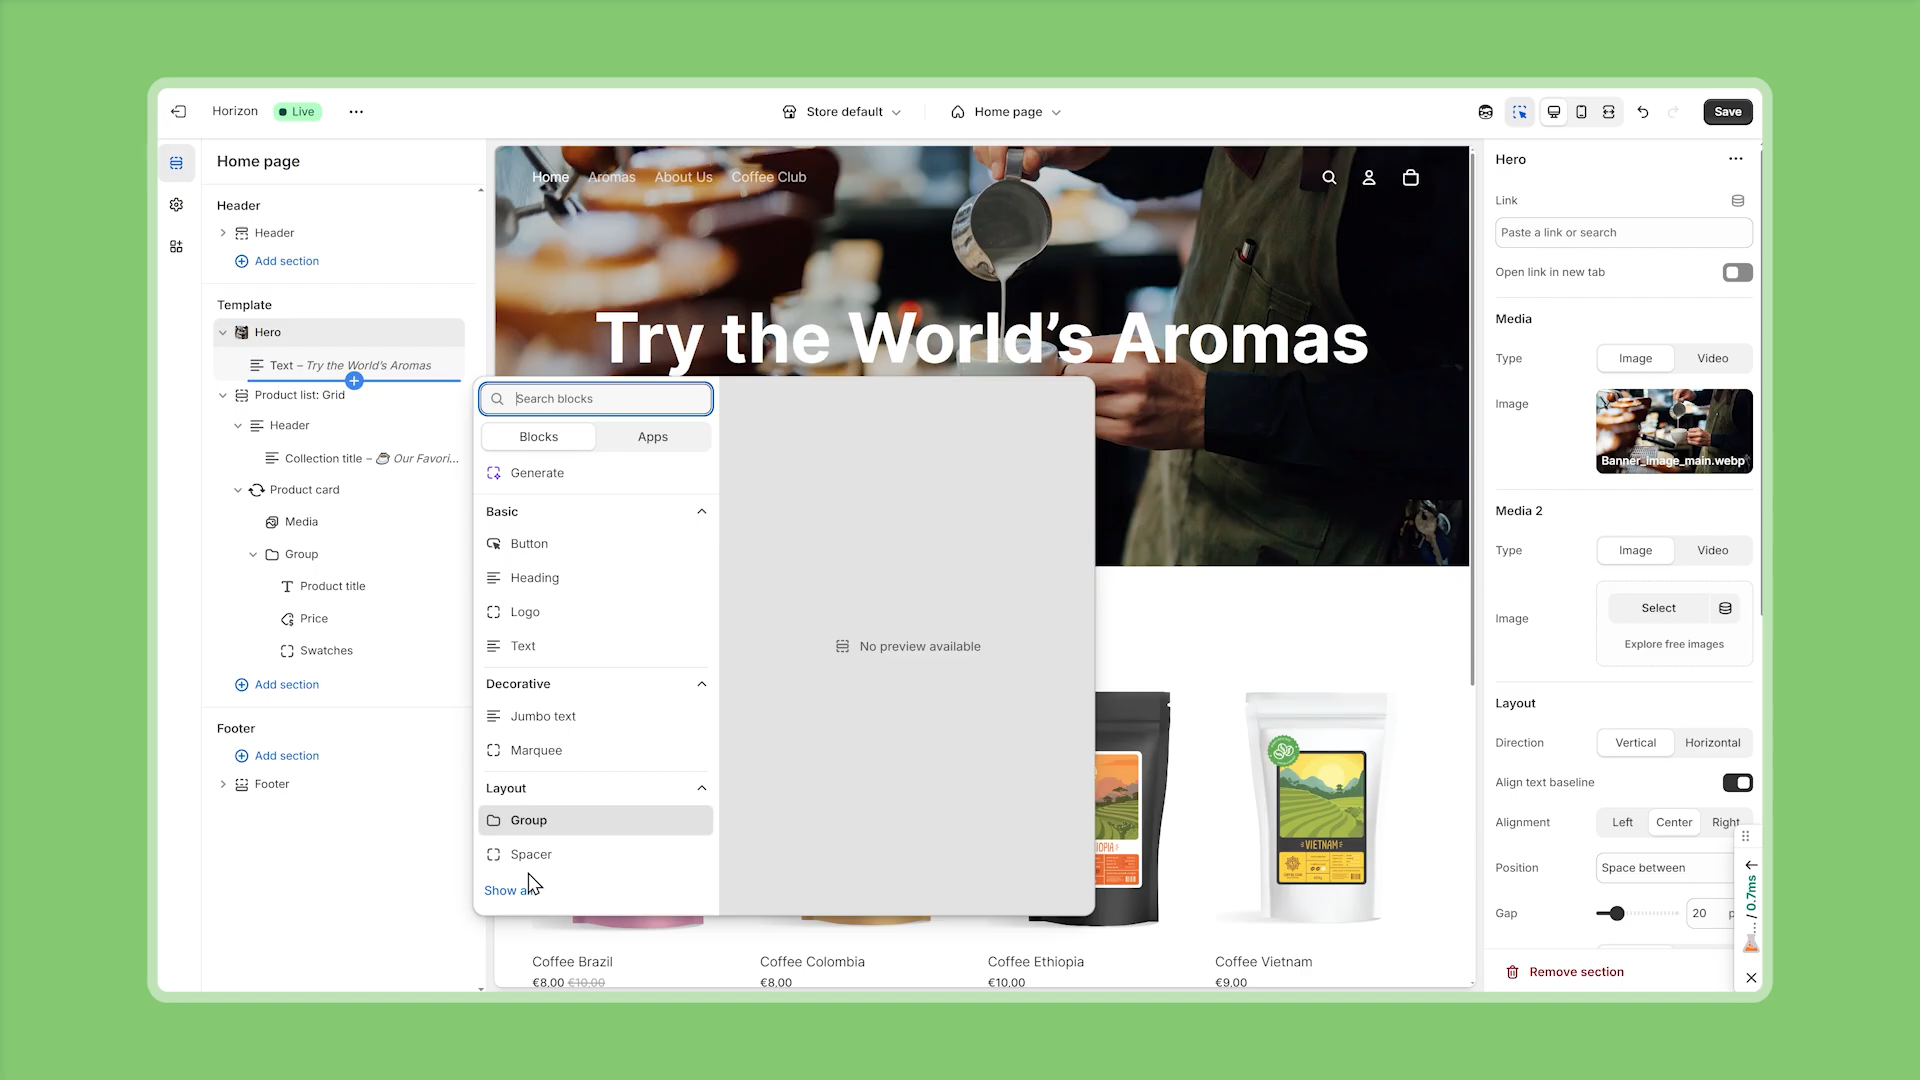 Horizon
Live
Store default
Home page
Save
Home page
Header
Header
Add section
Template
Hero
Text – Try the World's Aromas
Product list: Grid
Header
Collection title – Our Favori...
Product card
Media
Group
Product title
Price
Swatches
Add section
Footer
Add section
Footer
Home
Aromas
About Us
Coffee Club
Try the World's Aromas
Search blocks
Blocks
Apps
Generate
Basic
Button
Heading
Logo
Text
Decorative
Jumbo text
Marquee
Layout
Group
Spacer
Show
No preview available
VIETNAM
Coffee Brazil
€8.00 €10.00
Coffee Colombia
€8.00
Coffee Ethiopia
€10.00
Coffee Vietnam
€9.00
Hero
Link
Paste a link or search
Open link in new tab
Media
Type
Image
Video
Image
Banner_image_main.webp
Media 2
Type
Image
Video
Image
Select
Explore free images
Layout
Direction
Vertical
Horizontal
Align text baseline
Alignment
Left
Center
Right
Position
Space between
Gap
20
... / 0.7ms
Remove section